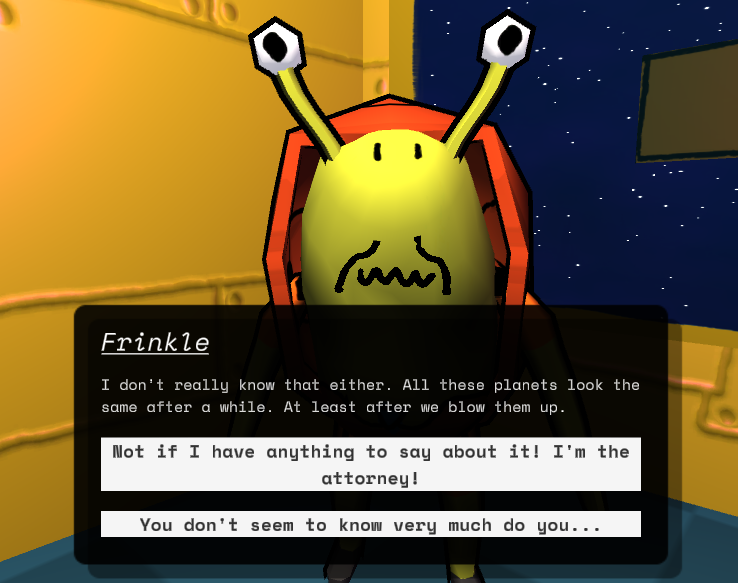 Frinkle
I don't really know that either. All these planets look the
same after a while. At least after we blow them up.
Not if I have anything to say about it! I'm the
attorney!
You don't seem to know very much do you...